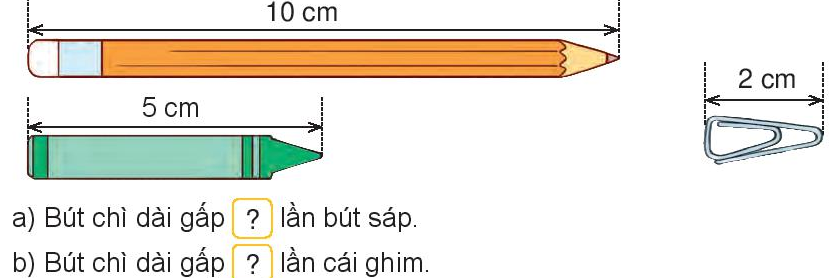 10 cm
5 cm
2 cm
a) Bút chì dài gấp ? lần bút sáp.
b) Bút chì dài gấp ? lần cái ghim.